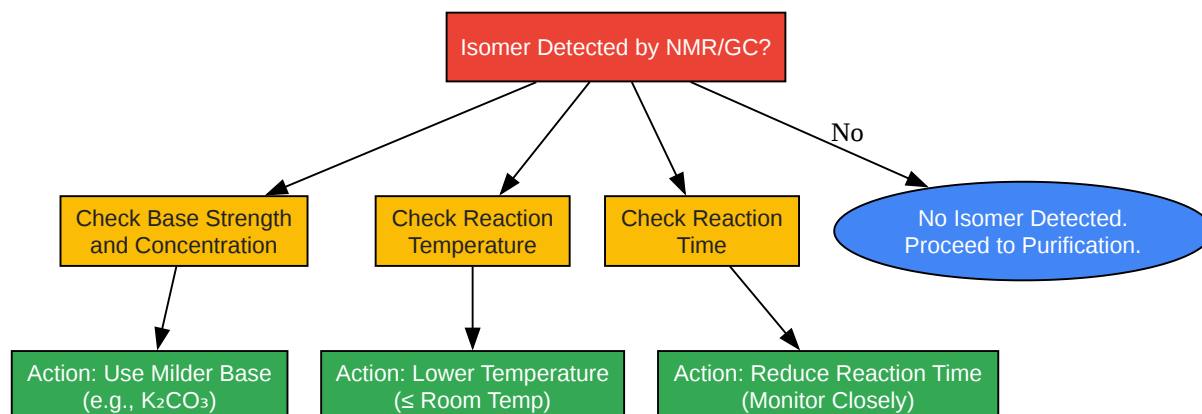 Isomer Detected by NMR/GC?
No
Check Base Strength
and Concentration
Check Reaction
Temperature
Check Reaction
Time
No Isomer Detected.
Proceed to Purification.
Action: Use Milder Base
(e.g., K₂CO₃)
Action: Lower Temperature
(≤ Room Temp)
Action: Reduce Reaction Time
(Monitor Closely)